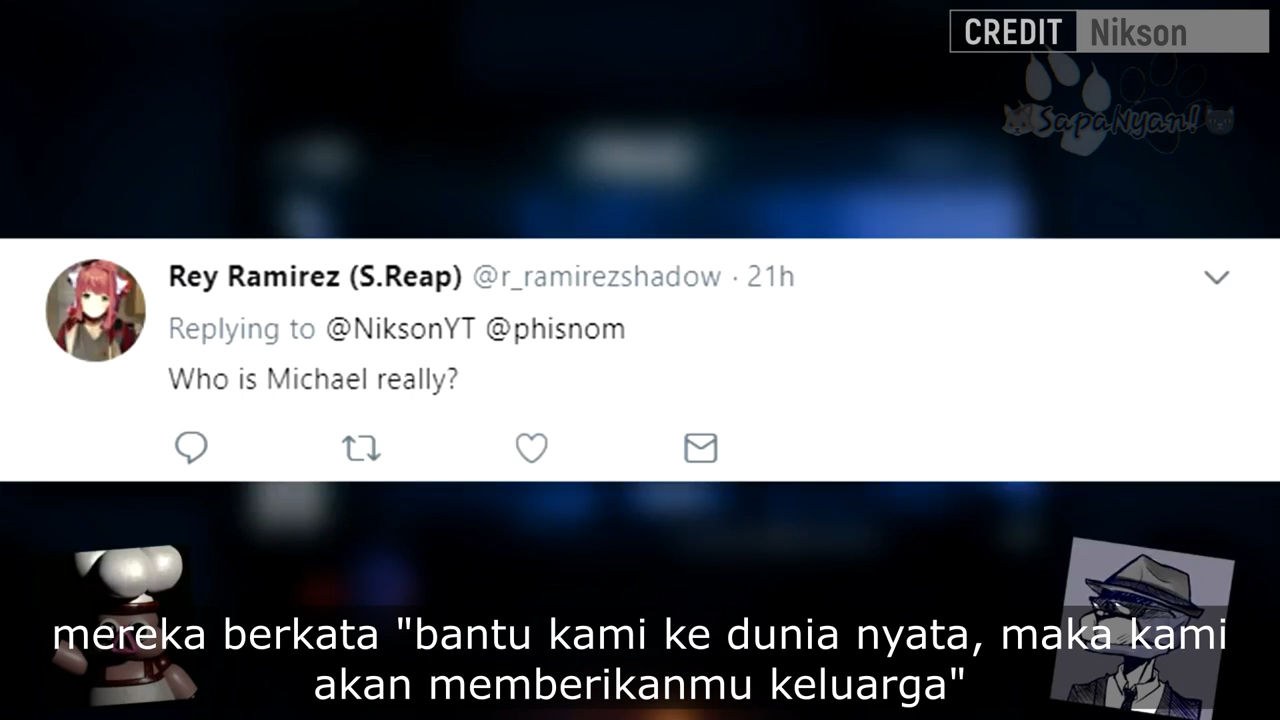 CREDIT Nikson
SapaNyan!
Rey Ramirez (S.Reap) @r_ramirezshadow · 21h
Replying to @NiksonYT @phisnom
Who is Michael really?
mereka berkata "bantu kami ke dunia nyata, maka kami
akan memberikanmu keluarga"